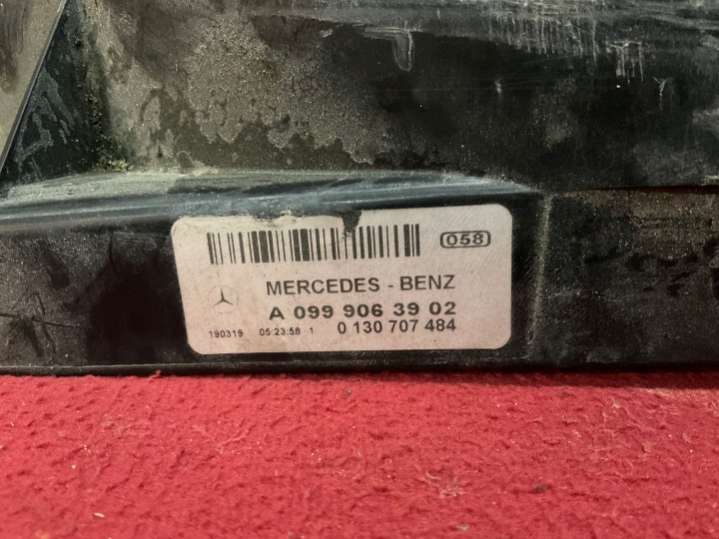 058
MERCEDES - BENZ
A 099 906 39 02
190319 05:23:58 1 0 130 707 484